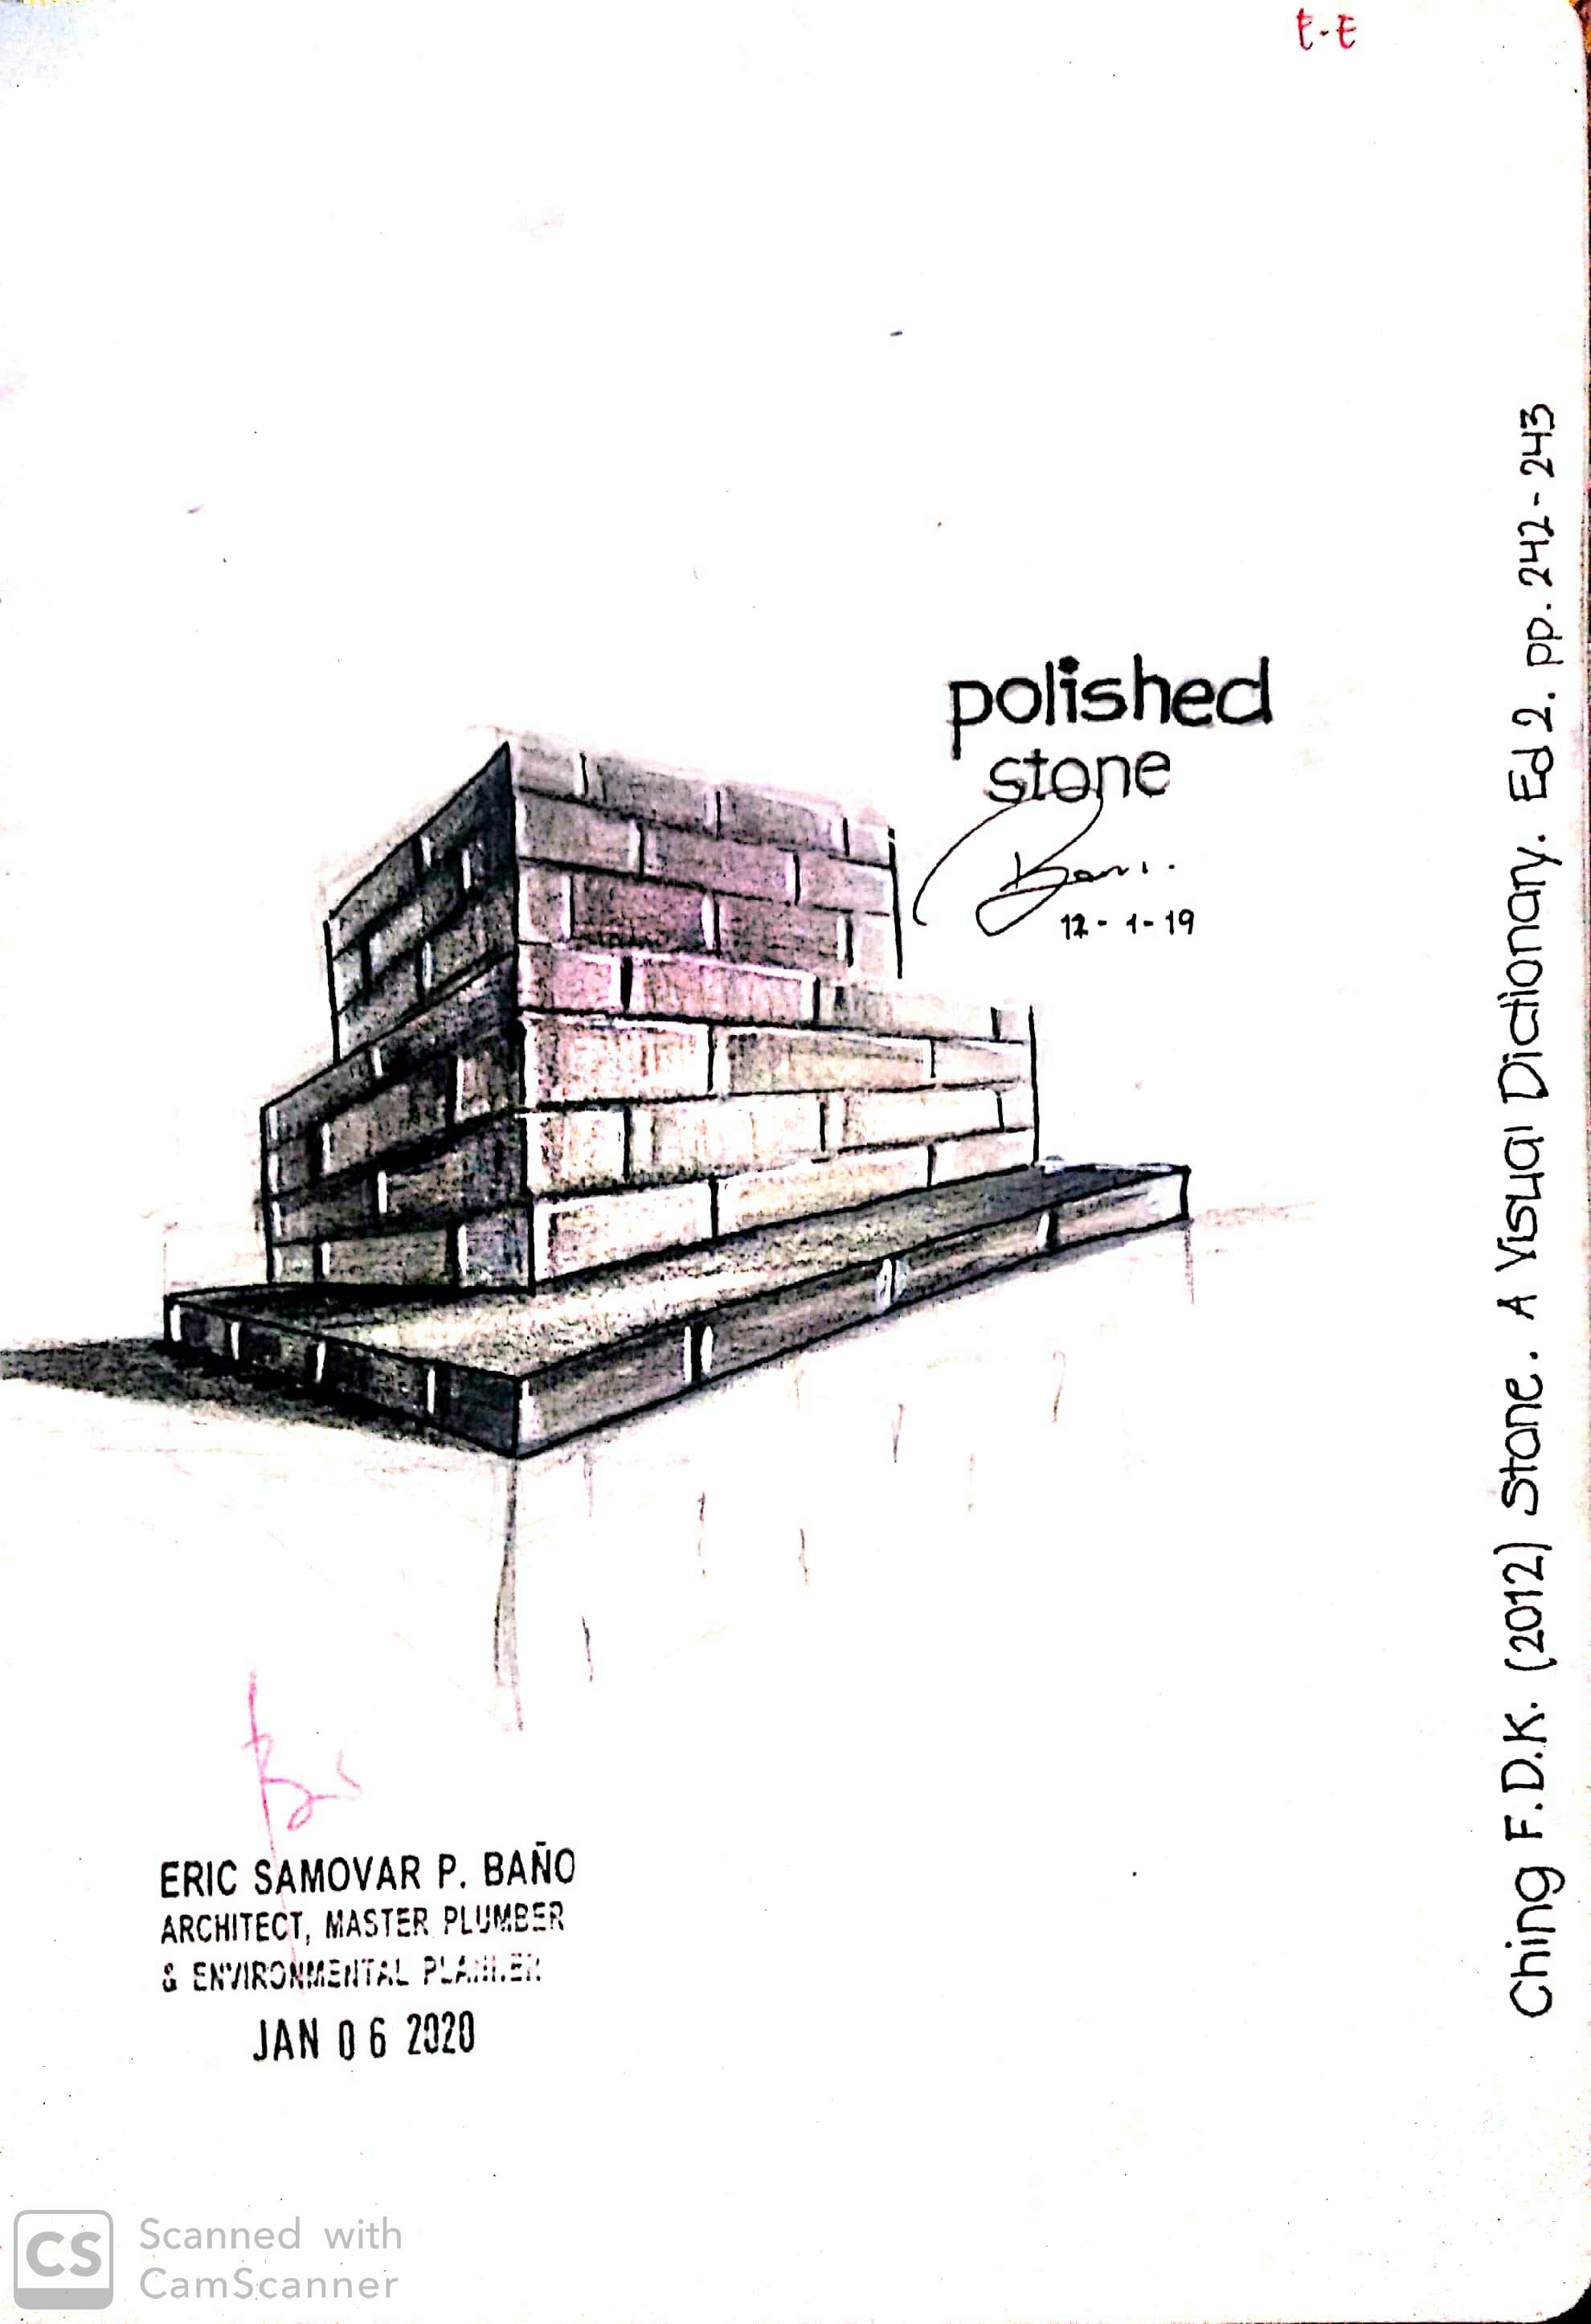 E-E
polished
stone
12-1-19
Ching F.D.K. (2012) Stone. A Visual Dictionary. Ed 2. pp. 242-243
ERIC SAMOVAR P. BAÑO
ARCHITECT, MASTER PLUMBER
& ENVIRONMENTAL PLANNER
JAN 06 2020
CS Scanned with
CamScanner